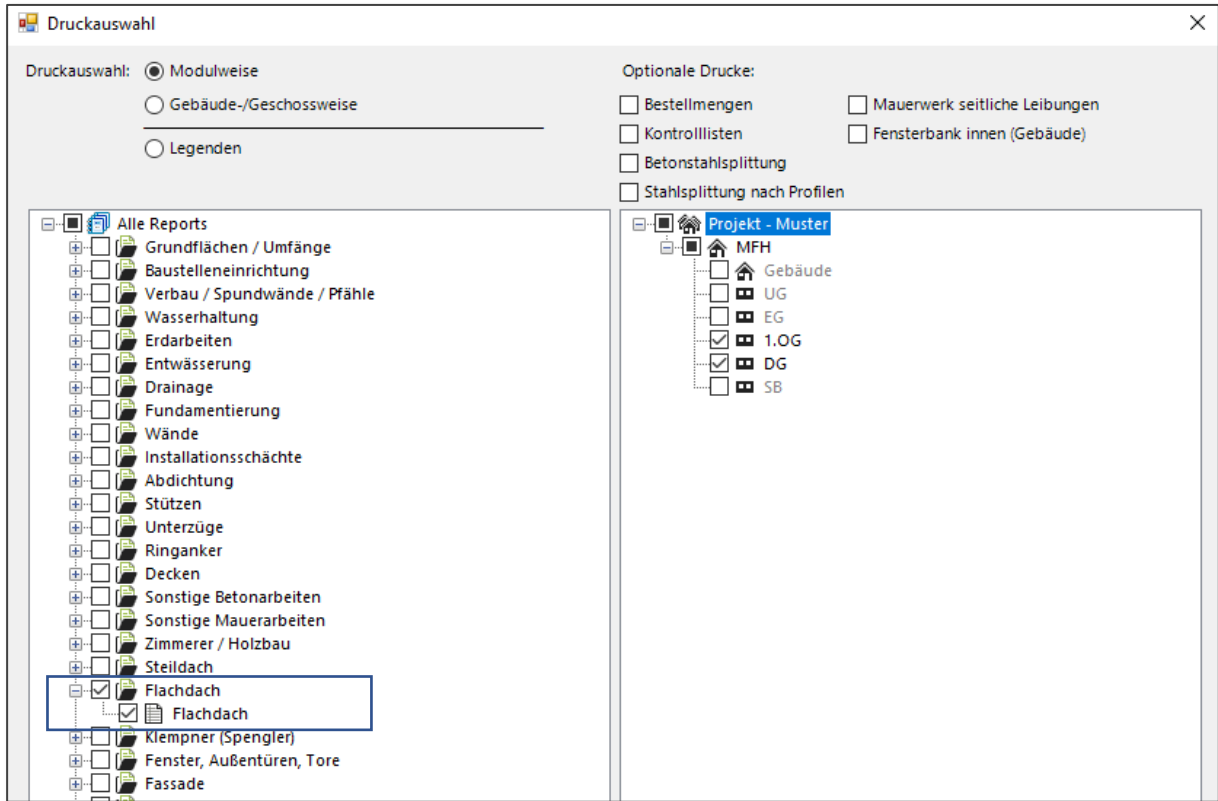 Druckauswahl
Druckauswahl: Modulweise
Gebäude-/Geschossweise
Legenden
Optionale Drucke:
Bestellmengen
Mauerwerk seitliche Leibungen
Kontrolllisten
Fensterbank innen (Gebäude)
Betonstahlsplittung
Stahlsplittung nach Profilen
Alle Reports
Grundflächen / Umfänge
Baustelleneinrichtung
Verbau / Spundwände / Pfähle
Wasserhaltung
Erdarbeiten
Entwässerung
Drainage
Fundamentierung
Wände
Installationsschächte
Abdichtung
Stützen
Unterzüge
Ringanker
Decken
Sonstige Betonarbeiten
Sonstige Mauerarbeiten
Zimmerer / Holzbau
Steildach
Flachdach
Flachdach
Klempner (Spengler)
Fenster, Außentüren, Tore
Fassade
Projekt - Muster
MFH
Gebäude
UG
EG
1.OG
DG
SB